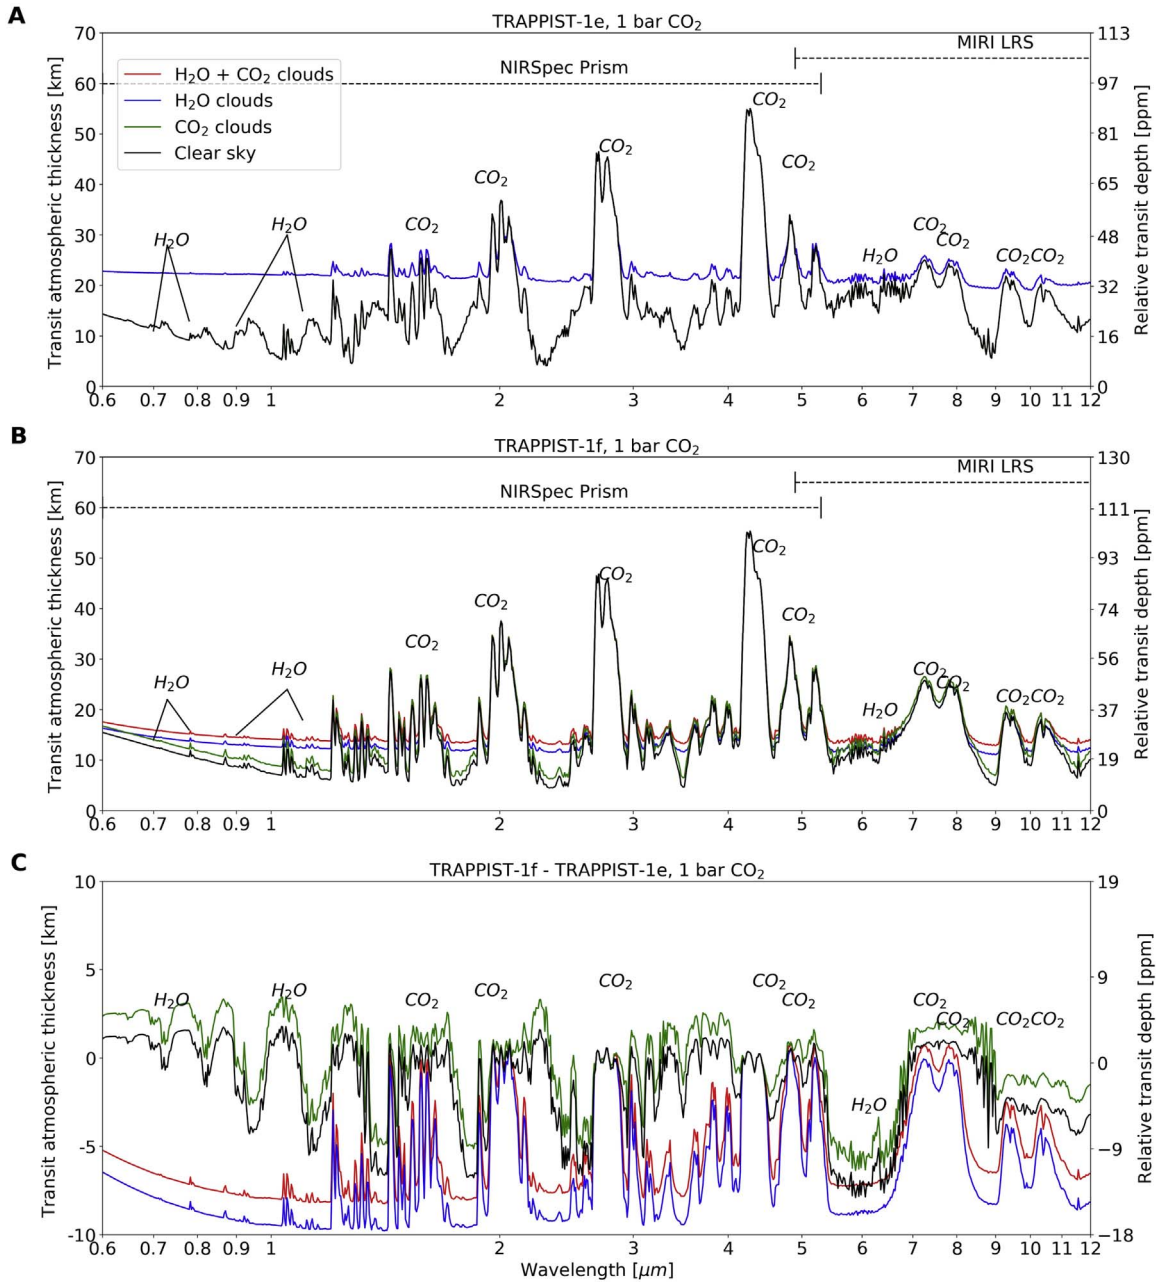 A
TRAPPIST-1e, 1 bar CO₂
Transit atmospheric thickness [km]
70
60
50
40
30
20
10
0
H₂O + CO₂ clouds
H₂O clouds
CO₂ clouds
Clear sky
NIRSpec Prism
MIRI LRS
H₂O
H₂O
CO₂
CO₂
CO₂
CO₂
CO₂
H₂O
CO₂
CO₂
CO₂CO₂
113
97
81
65
48
32
16
0
Relative transit depth [ppm]
0.6 0.7 0.8 0.9 1 2 3 4 5 6 7 8 9 10 11 12
B
TRAPPIST-1f, 1 bar CO₂
Transit atmospheric thickness [km]
70
60
50
40
30
20
10
0
NIRSpec Prism
MIRI LRS
H₂O
H₂O
CO₂
CO₂
CO₂
CO₂
CO₂
H₂O
CO₂
CO₂
CO₂CO₂
130
111
93
74
56
37
19
0
Relative transit depth [ppm]
0.6 0.7 0.8 0.9 1 2 3 4 5 6 7 8 9 10 11 12
C
TRAPPIST-1f - TRAPPIST-1e, 1 bar CO₂
Transit atmospheric thickness [km]
10
5
0
-5
-10
H₂O
H₂O
CO₂
CO₂
CO₂
CO₂
CO₂
H₂O
CO₂
CO₂
CO₂CO₂
19
9
0
−9
−18
Relative transit depth [ppm]
0.6 0.7 0.8 0.9 1 2 3 4 5 6 7 8 9 10 11 12
Wavelength [μm]